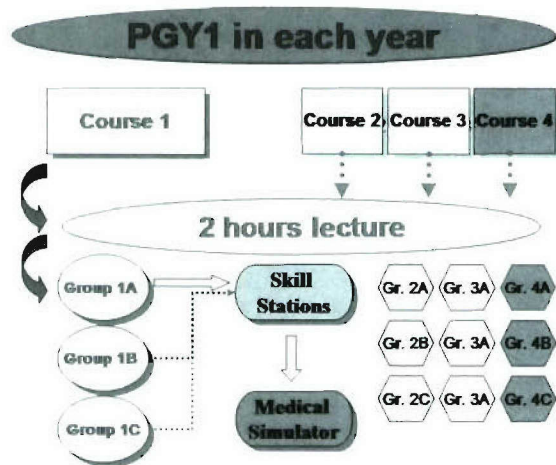 PGY1 in each year
Course 1
Course 2
Course 3
Course 4
2 hours lecture
Group 1A
Skill
Stations
Gr. 2A
Gr. 3A
Gr. 4A
Group 1B
Gr. 2B
Gr. 3A
Gr. 4B
Group 1C
Medical
Simulator
Gr. 2C
Gr. 3A
Gr. 4C